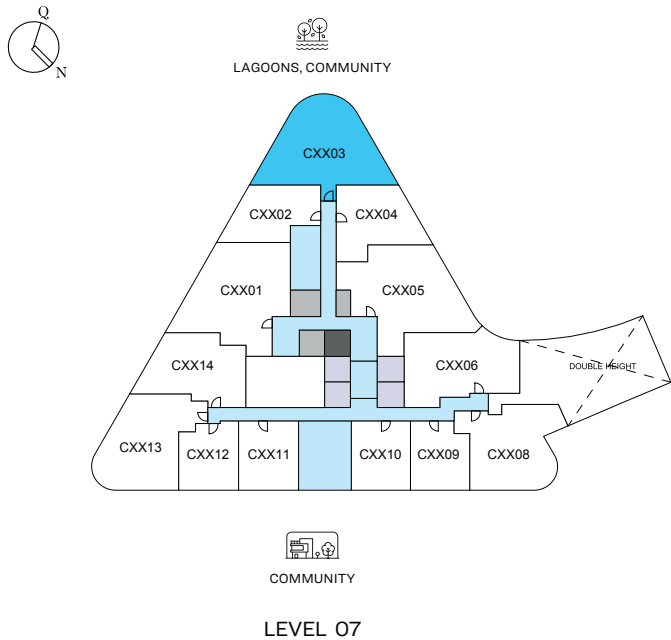 Q
N
LAGOONS, COMMUNITY
CXX03
CXX02
CXX04
CXX01
CXX05
CXX14
CXX06
DOUBLE HEIGHT
CXX13
CXX12
CXX11
CXX10
CXX09
CXX08
COMMUNITY
LEVEL 07